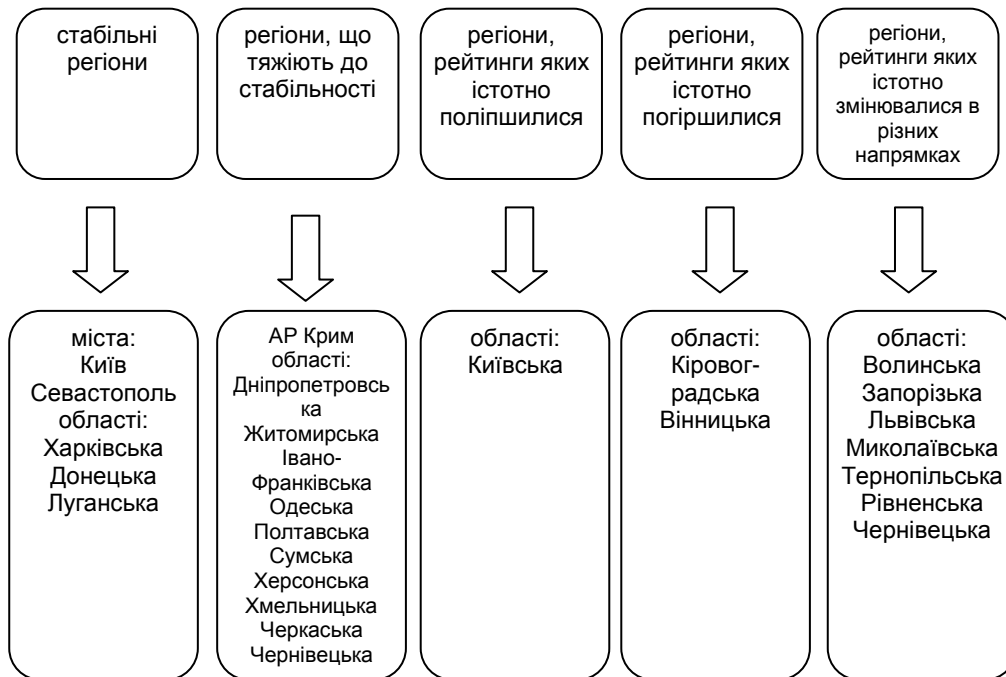 стабільні
регіони
регіони, що
тяжіють до
стабільності
регіони,
рейтинги яких
істотно
поліпшилися
регіони,
рейтинги яких
істотно
погіршилися
регіони,
рейтинги яких
істотно
змінювалися в
різних
напрямках
міста:
Київ
Севастополь
області:
Харківська
Донецька
Луганська
АР Крим
області:
Дніпропетровсь
ка
Житомирська
Івано-
Франківська
Одеська
Полтавська
Сумська
Херсонська
Хмельницька
Черкаська
Чернівецька
області:
Київська
області:
Кіровог-
радська
Вінницька
області:
Волинська
Запорізька
Львівська
Миколаївська
Тернопільська
Рівненська
Чернівецька